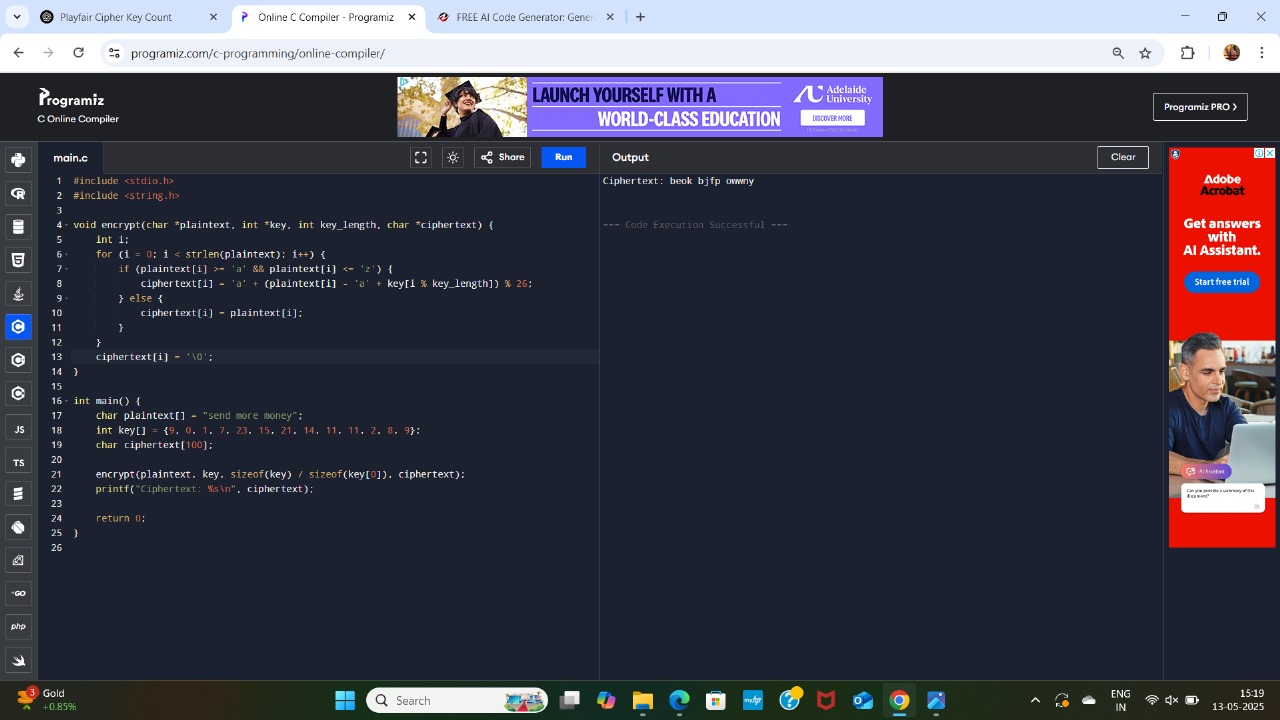 Playfair Cipher Key Count
Online C Compiler - Programiz
FREE AI Code Generator: Gener
programiz.com/c-programming/online-compiler/
Programiz
C Online Compiler
LAUNCH YOURSELF WITH A
WORLD-CLASS EDUCATION
Adelaide
University
DISCOVER MORE
Programiz PRO >
main.c
Share
Run
Output
Clear
1 #include <stdio.h>
2 #include <string.h>
3
4 void encrypt(char *plaintext, int *key, int key_length, char *ciphertext) {
5     int i;
6     for (i = 0; i < strlen(plaintext); i++) {
7         if (plaintext[i] >= 'a' && plaintext[i] <= 'z') {
8             ciphertext[i] = 'a' + (plaintext[i] - 'a' + key[i % key_length]) % 26;
9         } else {
10             ciphertext[i] = plaintext[i];
11         }
12     }
13     ciphertext[i] = '\0';
14 }
15
16 int main() {
17     char plaintext[] = "send more money";
18     int key[] = {9, 0, 1, 7, 23, 15, 21, 14, 11, 11, 2, 8, 9};
19     char ciphertext[100];
20
21     encrypt(plaintext, key, sizeof(key) / sizeof(key[0]), ciphertext);
22     printf("Ciphertext: %s\n", ciphertext);
23
24     return 0;
25 }
26
Ciphertext: beok bjfp owwny
--- Code Execution Successful ---
JS
TS
GO
php
Adobe
Acrobat
Get answers
with
AI Assistant.
Start free trial
AI Assistant
Can you provide a summary of this
document?
3
Gold
+0.85%
Search
ENG
IN
15:19
13-05-2025